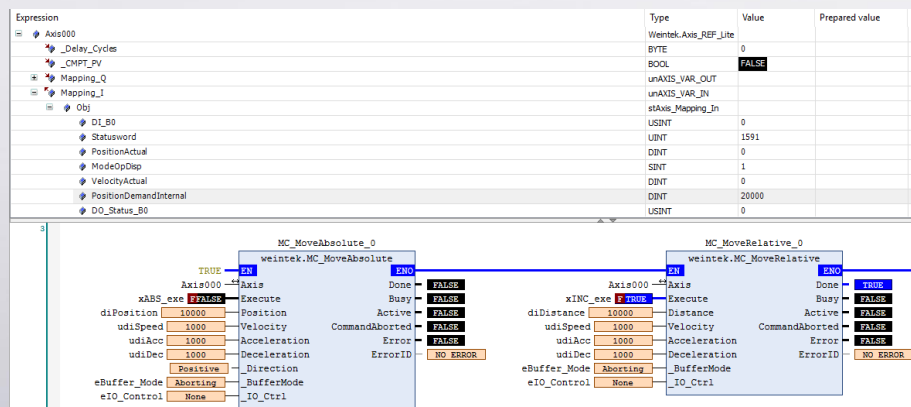 Expression Type Value Prepared value
Axis000 Weintek.Axis_REF_Lite
_Delay_Cycles BYTE 0
_CMPT_PV BOOL FALSE
Mapping_Q unAXIS_VAR_OUT
Mapping_I unAXIS_VAR_IN
Obj stAxis_Mapping_In
DI_B0 USINT 0
Statusword UINT 1591
PositionActual DINT 0
ModeOpDisp SINT 1
VelocityActual DINT 0
PositionDemandInternal DINT 20000
DO_Status_B0 USINT 0
3
MC_MoveAbsolute_0 MC_MoveRelative_0
weintek.MC_MoveAbsolute weintek.MC_MoveRelative
TRUE EN ENO EN ENO
Axis000 Axis Done FALSE Axis000 Axis Done TRUE
xABS_exe F FALSE Execute Busy FALSE xINC_exe F TRUE Execute Busy FALSE
diPosition 10000 Position Active FALSE diDistance 10000 Distance Active FALSE
udiSpeed 1000 Velocity CommandAborted FALSE udiSpeed 1000 Velocity CommandAborted FALSE
udiAcc 1000 Acceleration Error FALSE udiAcc 1000 Acceleration Error FALSE
udiDec 1000 Deceleration ErrorID NO ERROR udiDec 1000 Deceleration ErrorID NO ERROR
Positive _Direction eBuffer_Mode Aborting _BufferMode
eBuffer_Mode Aborting _BufferMode eIO_Control None _IO_Ctrl
eIO_Control None _IO_Ctrl